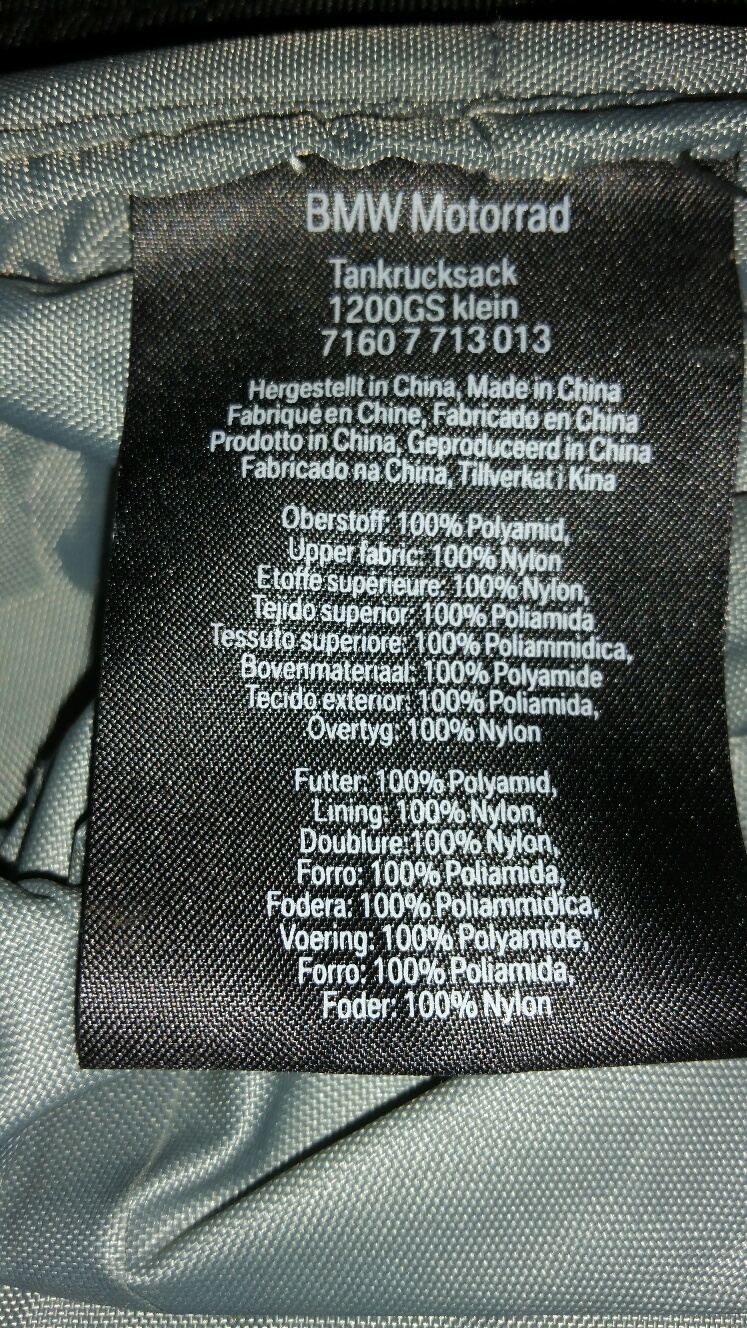 BMW Motorrad
Tankrucksack
1200GS klein
7160 7 713 013
Hergestellt in China, Made in China
Fabriqué en Chine, Fabricado en China
Prodotto in China, Geproduceerd in China
Fabricado na China, Tillverkat i Kina
Oberstoff: 100% Polyamid,
Upper fabric: 100% Nylon
Etoffe supérieure: 100% Nylon,
Tejido superior: 100% Poliamida
Tessuto superiore: 100% Poliammidica,
Bovenmateriaal: 100% Polyamide
Tecido exterior: 100% Poliamida,
Övertyg: 100% Nylon
Futter: 100% Polyamid,
Lining: 100% Nylon,
Doublure:100% Nylon,
Forro: 100% Poliamida,
Fodera: 100% Poliammidica,
Voering: 100% Polyamide,
Forro: 100% Poliamida,
Foder: 100% Nylon